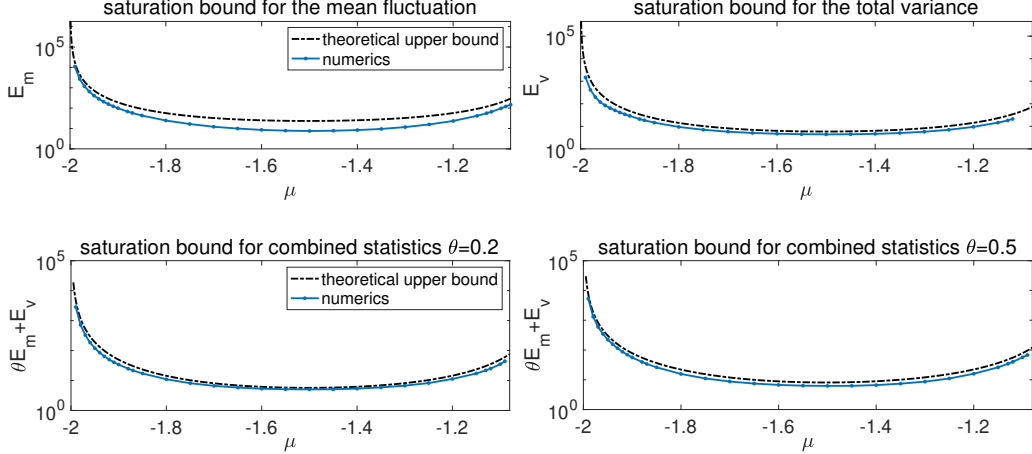 saturation bound for the mean fluctuation
10^5
10^0
E_m
theoretical upper bound
numerics
-2 -1.8 -1.6 -1.4 -1.2
μ
saturation bound for the total variance
10^5
10^0
E_v
-2 -1.8 -1.6 -1.4 -1.2
μ
saturation bound for combined statistics θ=0.2
10^5
10^0
θE_m+E_v
theoretical upper bound
numerics
-2 -1.8 -1.6 -1.4 -1.2
μ
saturation bound for combined statistics θ=0.5
10^5
10^0
θE_m+E_v
-2 -1.8 -1.6 -1.4 -1.2
μ